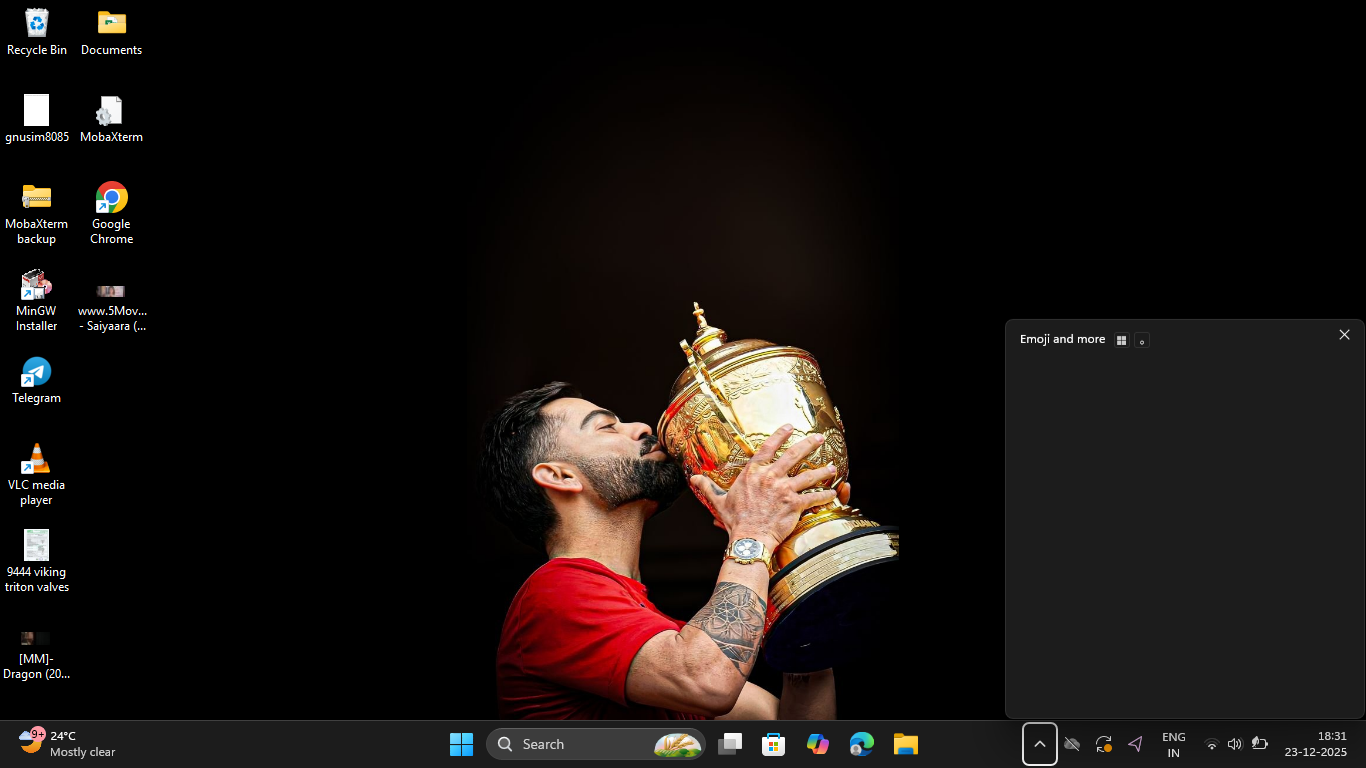 Recycle Bin
Documents
gnusim8085
MobaXterm
MobaXterm
backup
Google
Chrome
MinGW
Installer
www.5Mov...
- Saiyaara (...
Telegram
VLC media
player
9444 viking
triton valves
[MM]-
Dragon (20...
Emoji and more
9+
24°C
Mostly clear
Search
ENG
IN
18:31
23-12-2025